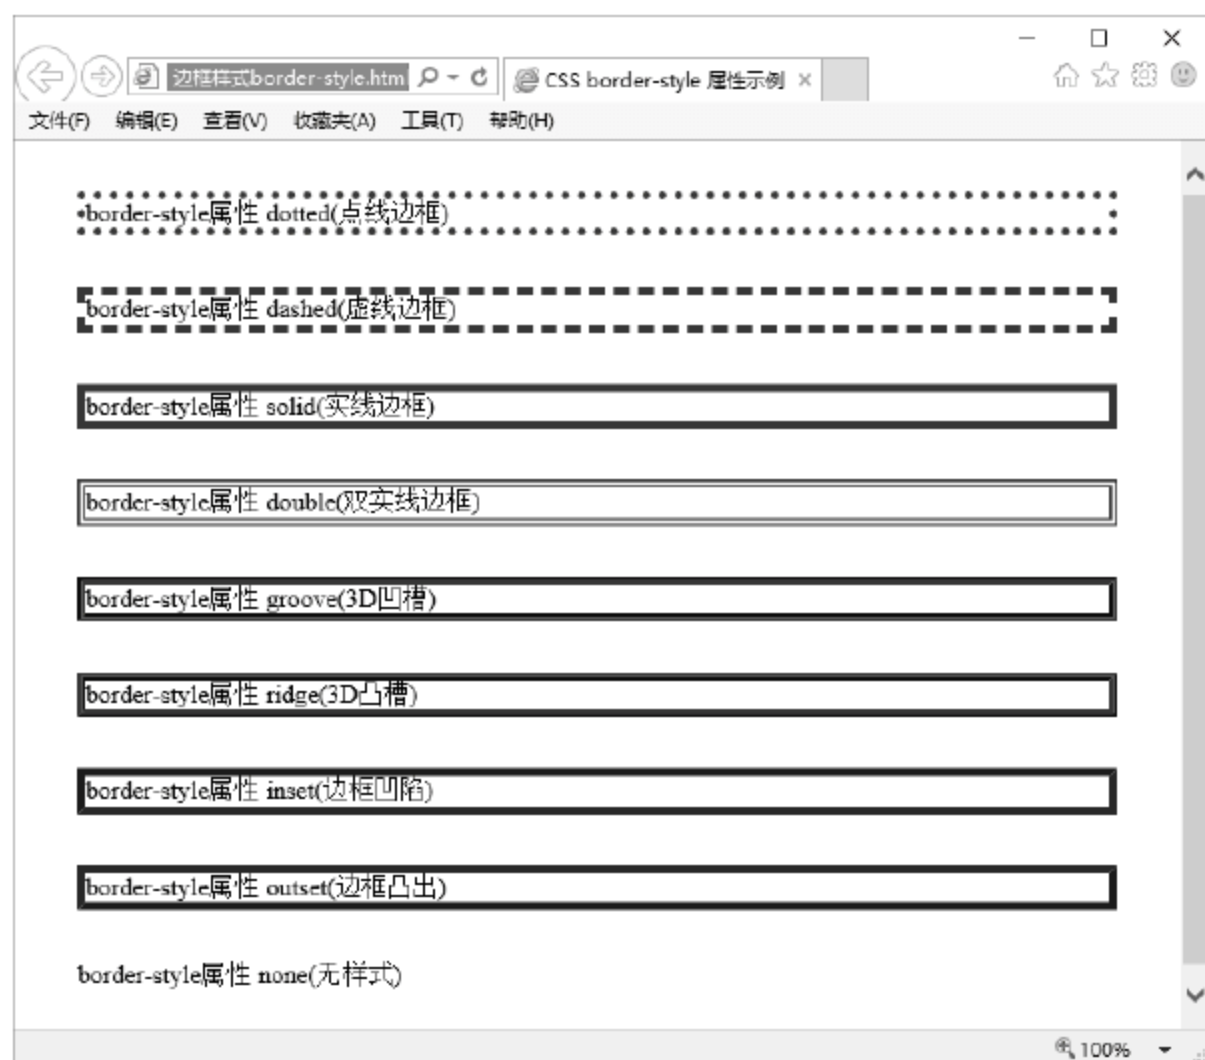 边框样式border-style.htm
CSS border-style 属性示例
文件(F) 编辑(E) 查看(V) 收藏夹(A) 工具(T) 帮助(H)
border-style属性 dotted(点线边框)
border-style属性 dashed(虚线边框)
border-style属性 solid(实线边框)
border-style属性 double(双实线边框)
border-style属性 groove(3D凹槽)
border-style属性 ridge(3D凸槽)
border-style属性 inset(边框凹陷)
border-style属性 outset(边框凸出)
border-style属性 none(无样式)
100%